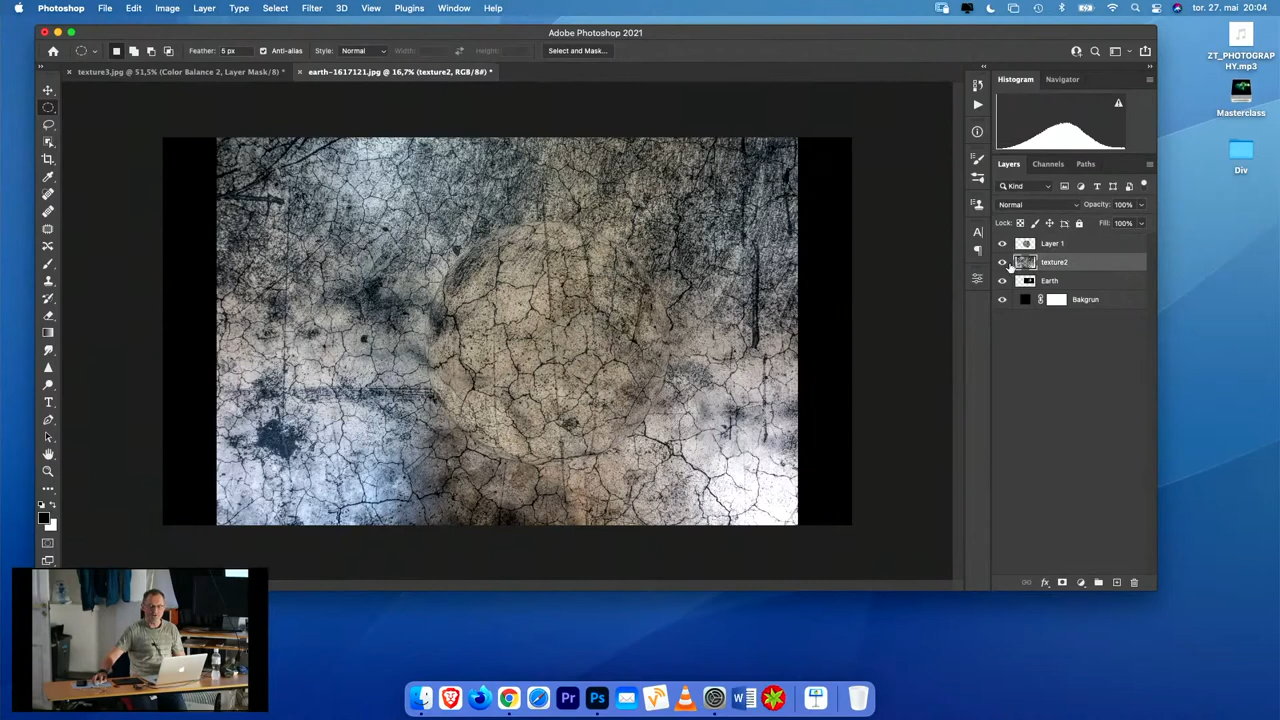 Photoshop File Edit Image Layer Type Select Filter 3D View Plugins Window Help tor. 27. mai 20:04
Adobe Photoshop 2021
Feather: 5 px Anti-alias Style: Normal Width: Height: Select and Mask...
texture3.jpg @ 51,5% (Color Balance 2, Layer Mask/8) * earth-1617121.jpg @ 16,7% (texture2, RGB/8#) *
Histogram Navigator
Layers Channels Paths
Kind
Normal Opacity: 100%
Lock: Fill: 100%
Layer 1
texture2
Earth
Bakgrun
ZT_PHOTOGRAP
HY.mp3
Masterclass
Div